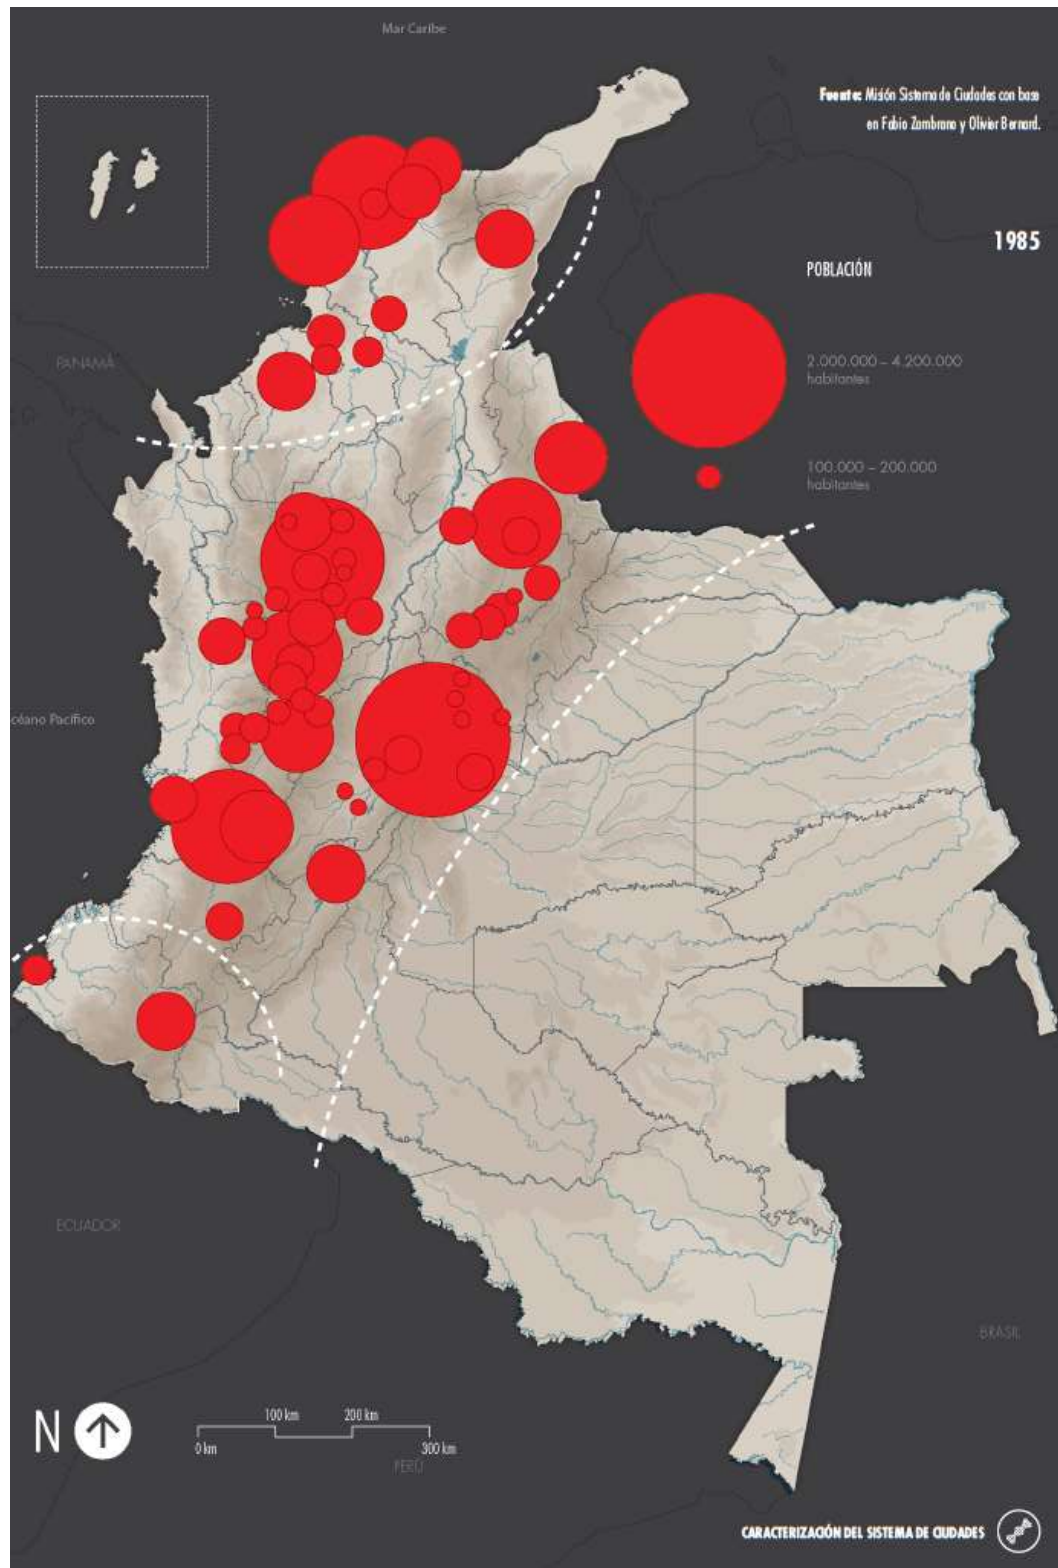 Mar Caribe
Fuente: Misión Sistema de Ciudades con base
en Fabio Zambrano y Olivier Bernard.
1985
POBLACIÓN
2.000.000 – 4.200.000
habitantes
PANAMÁ
100.000 – 200.000
habitantes
céano Pacífico
ECUADOR
BRASIL
N
100 km
200 km
0 km
300 km
PERÚ
CARACTERIZACIÓN DEL SISTEMA DE CIUDADES